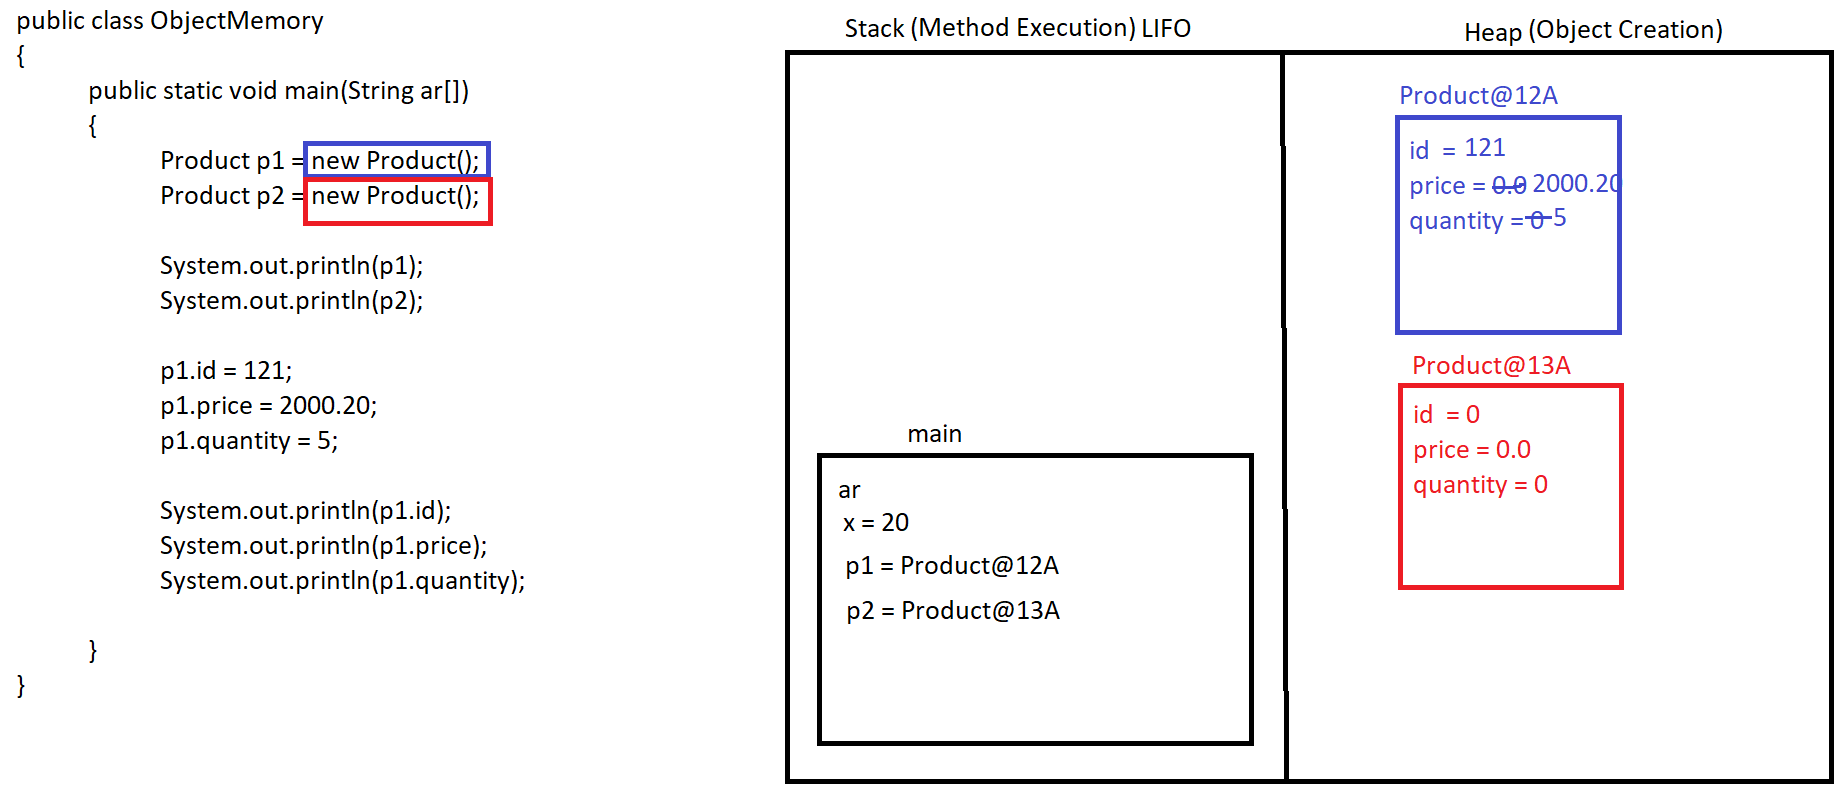 public class ObjectMemory
{
public static void main(String ar[])
{
Product p1 = new Product();
Product p2 = new Product();
System.out.println(p1);
System.out.println(p2);
p1.id = 121;
p1.price = 2000.20;
p1.quantity = 5;
System.out.println(p1.id);
System.out.println(p1.price);
System.out.println(p1.quantity);
}
}
Stack (Method Execution) LIFO
main
ar
x = 20
p1 = Product@12A
p2 = Product@13A
Heap (Object Creation)
Product@12A
id = 121
price = 0.0 2000.20
quantity = 0 5
Product@13A
id = 0
price = 0.0
quantity = 0